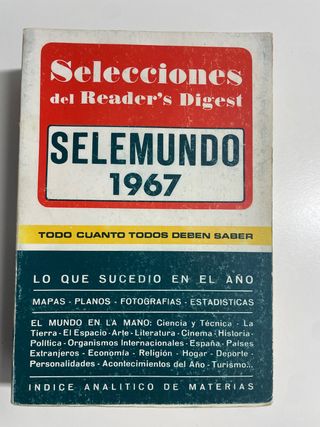 Selecciones
del Reader's Digest
SELEMUNDO
1967
TODO CUANTO TODOS DEBEN SABER
LO QUE SUCEDIO EN EL AÑO
MAPAS - PLANOS - FOTOGRAFIAS - ESTADISTICAS
EL MUNDO EN LA MANO: Ciencia y Técnica - La
Tierra - El Espacio - Arte - Literatura - Cinema - Historia-
Política - Organismos Internacionales - España - Países
Extranjeros - Economía - Religión - Hogar - Deporte -
Personalidades - Acontecimientos del Año - Turismo...
INDICE ANALITICO DE MATERIAS